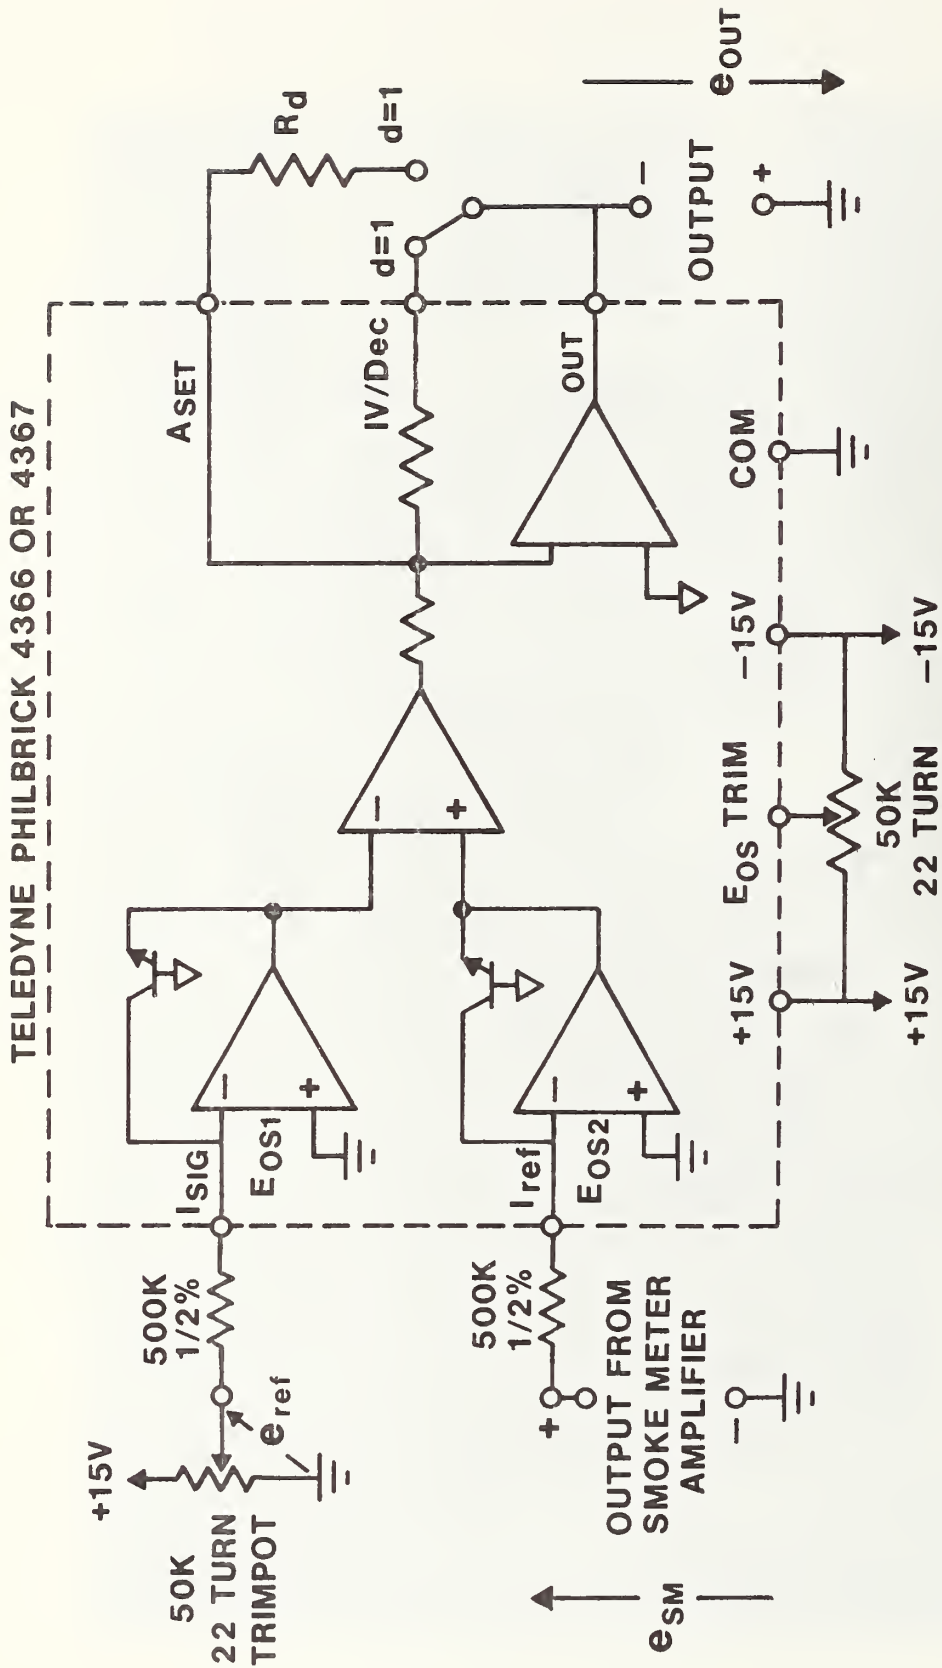 TELEDYNE PHILBRICK 4366 OR 4367
+15V
50K
22 TURN
TRIMPOT
e ref
500K
1/2%
ISIG
EOS1
ASET
Rd
d=1
d=1
IV/Dec
OUT
500K
1/2%
Iref
EOS2
+
OUTPUT FROM
SMOKE METER
AMPLIFIER
−
eSM
−
+
−
+
−
+
−
OUTPUT
+
eOUT
+15V
EOS TRIM
−15V
COM
50K
22 TURN
+15V
−15V